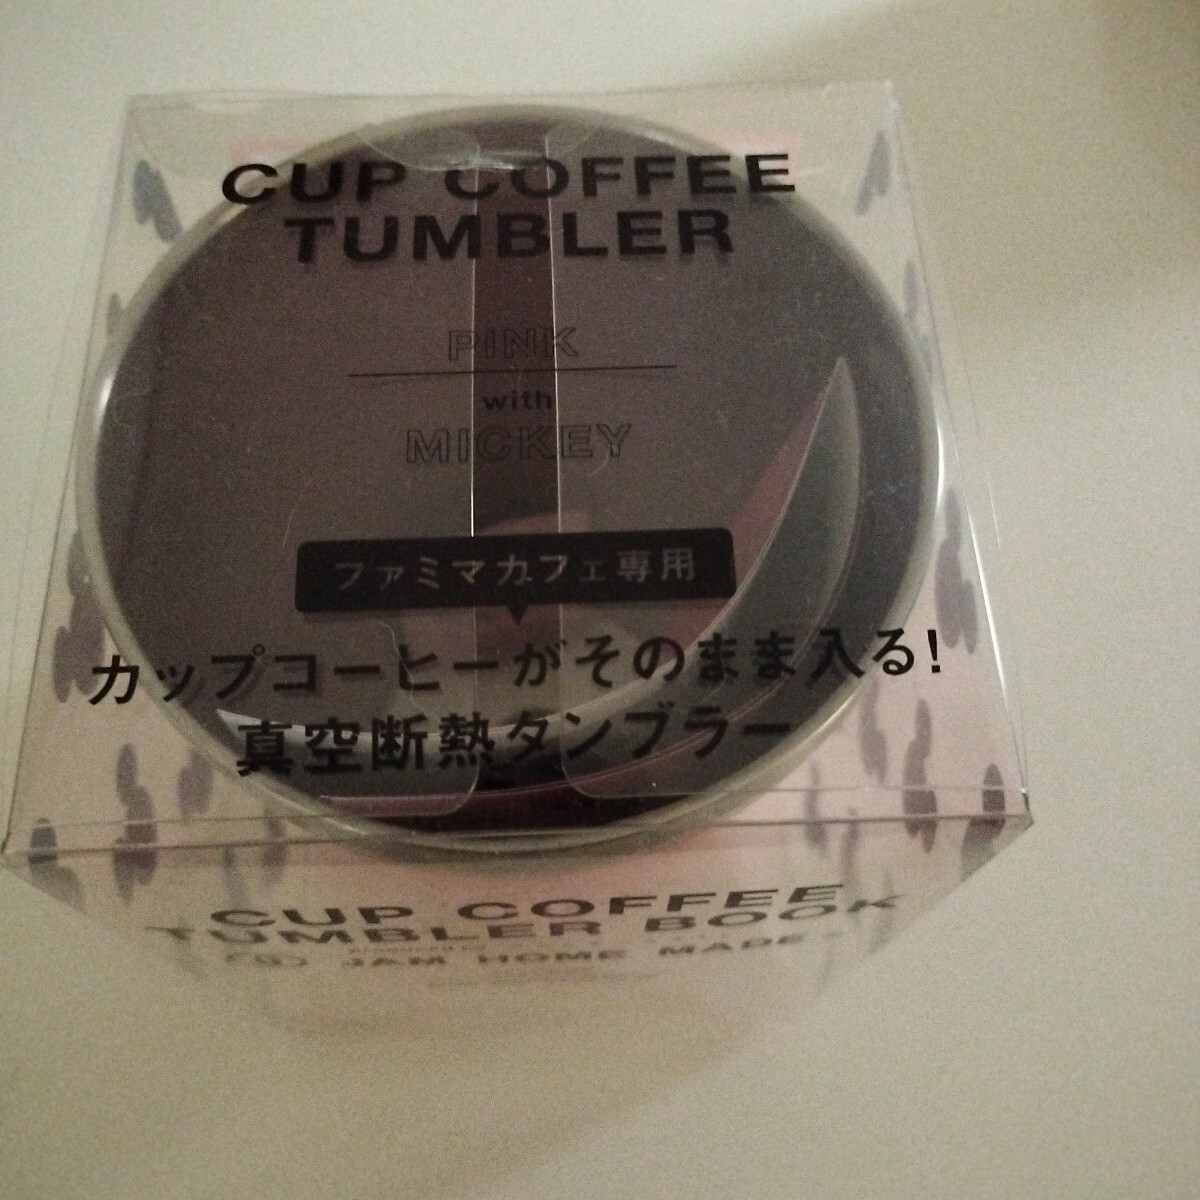 CUP COFFEE
TUMBLER
PINK
with
MICKEY
ファミマカフェ専用
カップコーヒーがそのまま入る!
真空断熱タンブラー
CUP COFFEE
TUMBLER BOOK
JAM HOME MADE